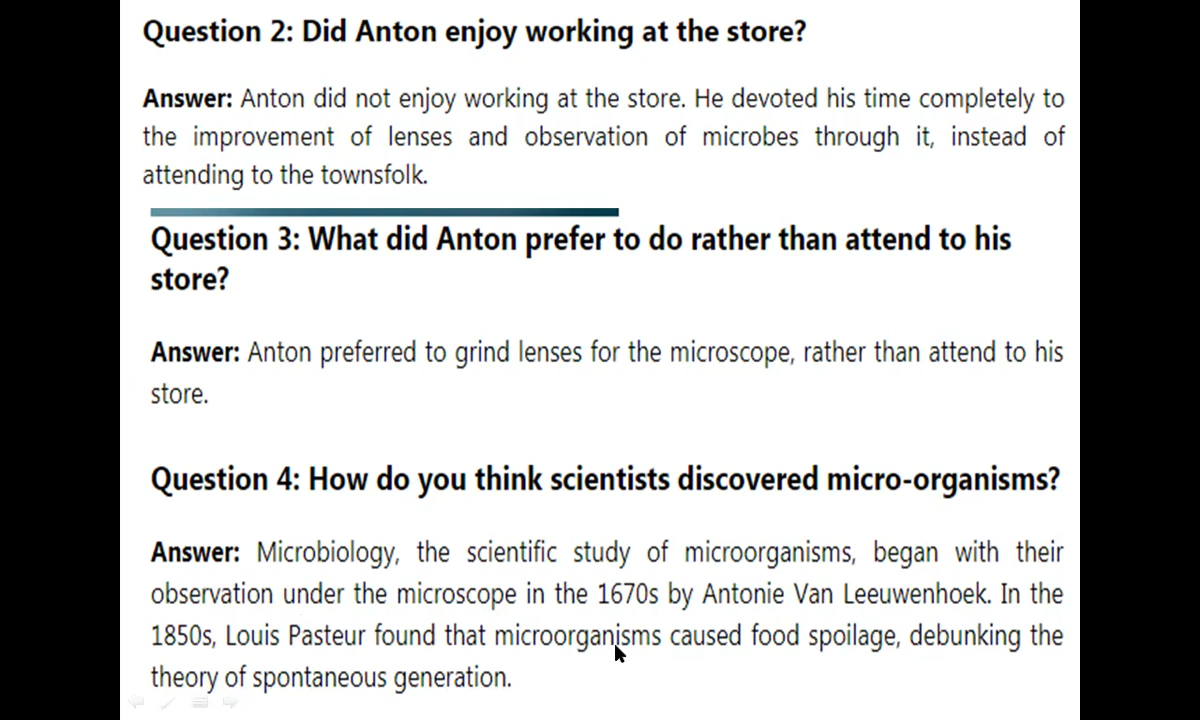 Question 2: Did Anton enjoy working at the store?
Answer: Anton did not enjoy working at the store. He devoted his time completely to
the improvement of lenses and observation of microbes through it, instead of
attending to the townsfolk.
Question 3: What did Anton prefer to do rather than attend to his
store?
Answer: Anton preferred to grind lenses for the microscope, rather than attend to his
store.
Question 4: How do you think scientists discovered micro-organisms?
Answer: Microbiology, the scientific study of microorganisms, began with their
observation under the microscope in the 1670s by Antonie Van Leeuwenhoek. In the
1850s, Louis Pasteur found that microorganisms caused food spoilage, debunking the
theory of spontaneous generation.